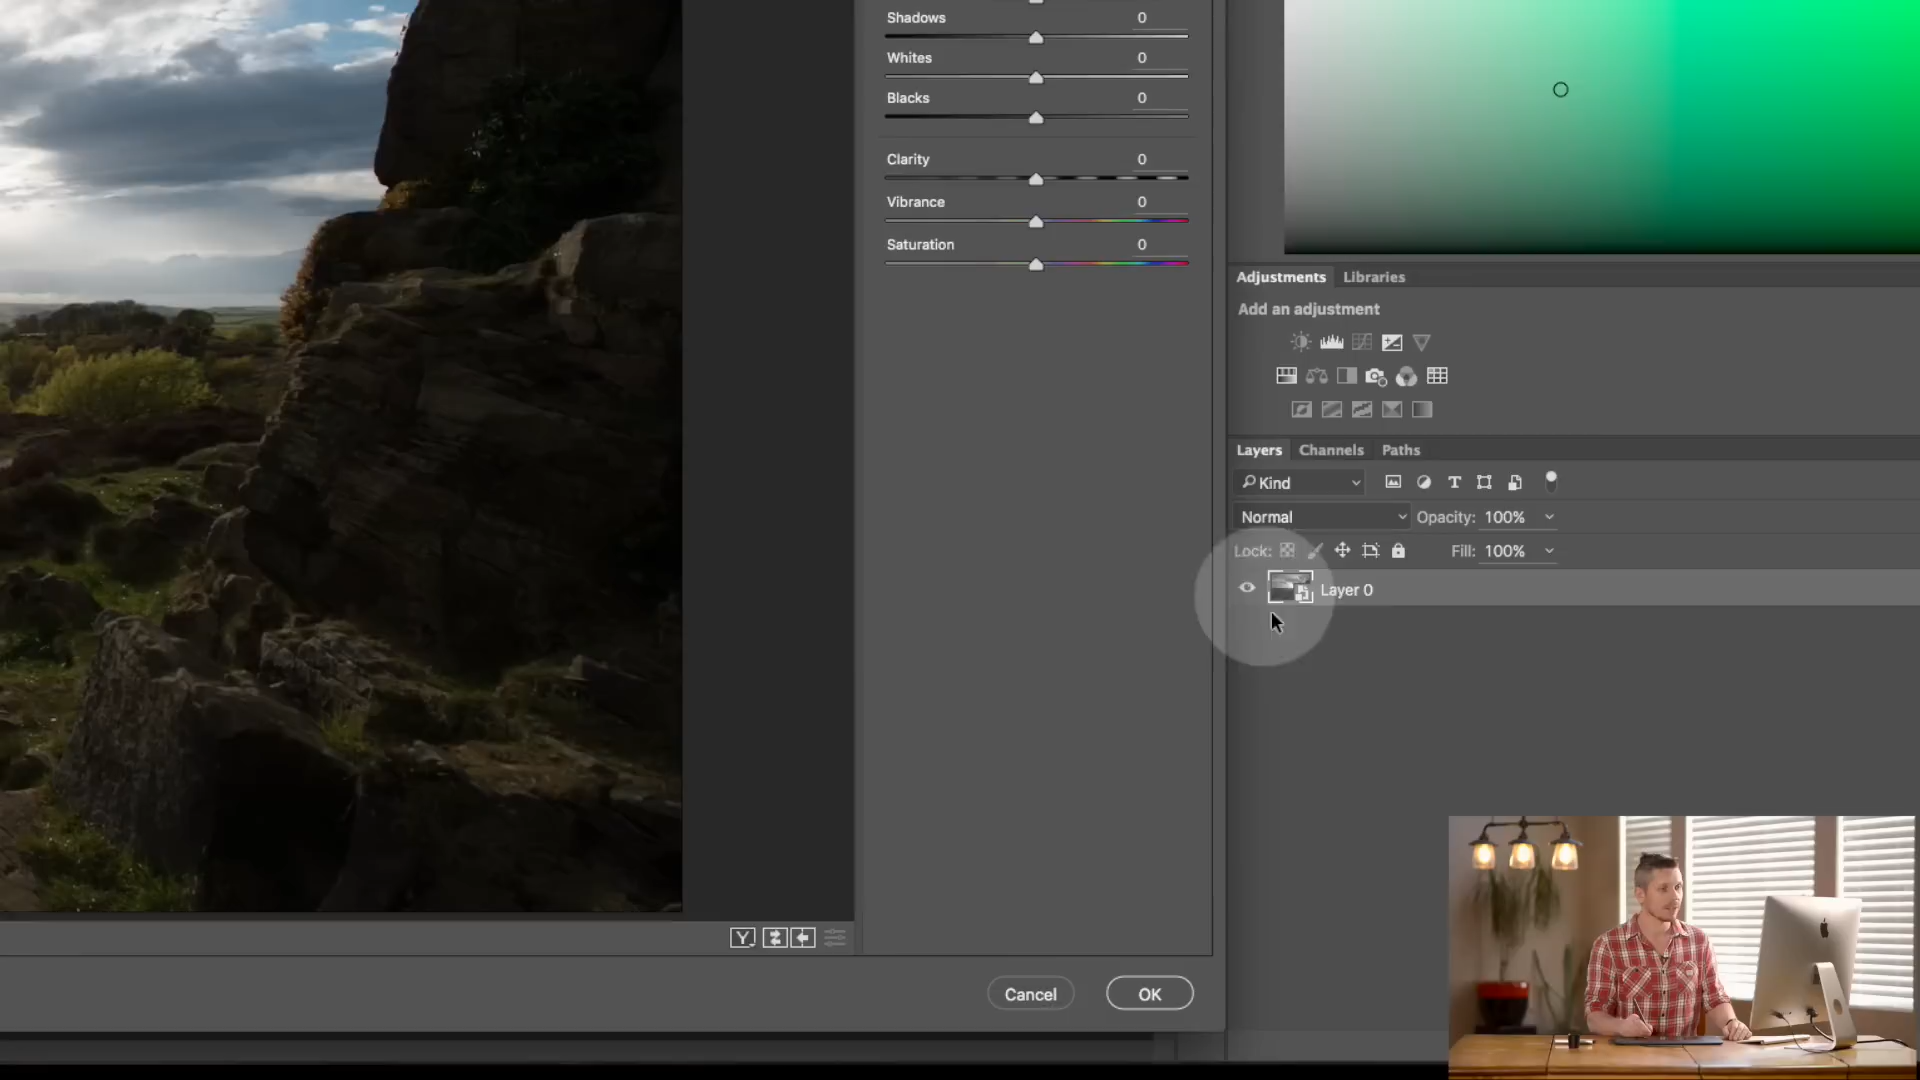 Shadows 0
Whites 0
Blacks 0
Clarity 0
Vibrance 0
Saturation 0
Adjustments Libraries
Add an adjustment
Layers Channels Paths
Kind
Normal Opacity: 100%
Lock: Fill: 100%
Layer 0
Y
Cancel OK